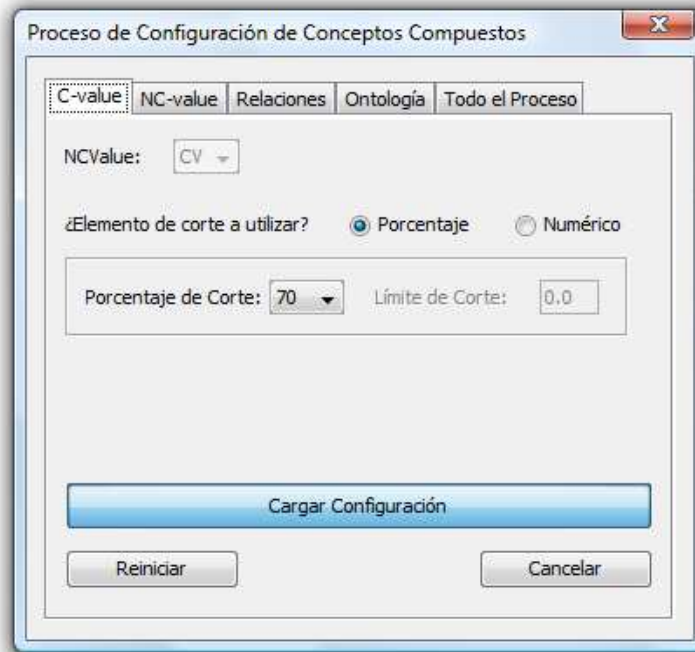 Proceso de Configuración de Conceptos Compuestos
C-value NC-value Relaciones Ontología Todo el Proceso
NCValue: CV
¿Elemento de corte a utilizar? Porcentaje Numérico
Porcentaje de Corte: 70 Límite de Corte: 0.0
Cargar Configuración
Reiniciar Cancelar